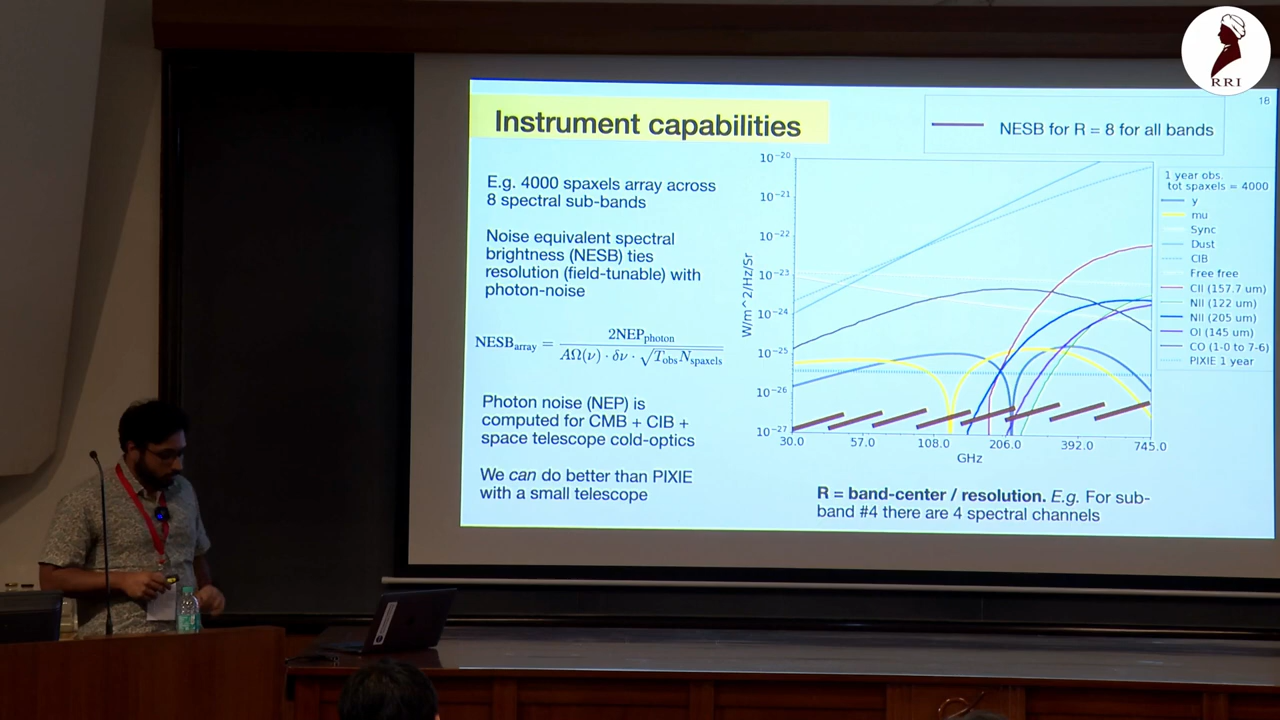 RRI
18
Instrument capabilities
NESB for R = 8 for all bands
E.g. 4000 spaxels array across
8 spectral sub-bands
Noise equivalent spectral
brightness (NESB) ties
resolution (field-tunable) with
photon-noise
NESB_array = 2NEP_photon / (AΩ(ν) · δν · √(T_obs N_spaxels))
Photon noise (NEP) is
computed for CMB + CIB +
space telescope cold-optics
We can do better than PIXIE
with a small telescope
10⁻²⁰
10⁻²¹
10⁻²²
10⁻²³
10⁻²⁴
10⁻²⁵
10⁻²⁶
10⁻²⁷
W/m^2/Hz/Sr
30.0 57.0 108.0 206.0 392.0 745.0
GHz
1 year obs.
tot spaxels = 4000
y
mu
Sync
Dust
CIB
Free free
CII (157.7 um)
NII (122 um)
NII (205 um)
OI (145 um)
CO (1-0 to 7-6)
PIXIE 1 year
R = band-center / resolution. E.g. For sub-
band #4 there are 4 spectral channels